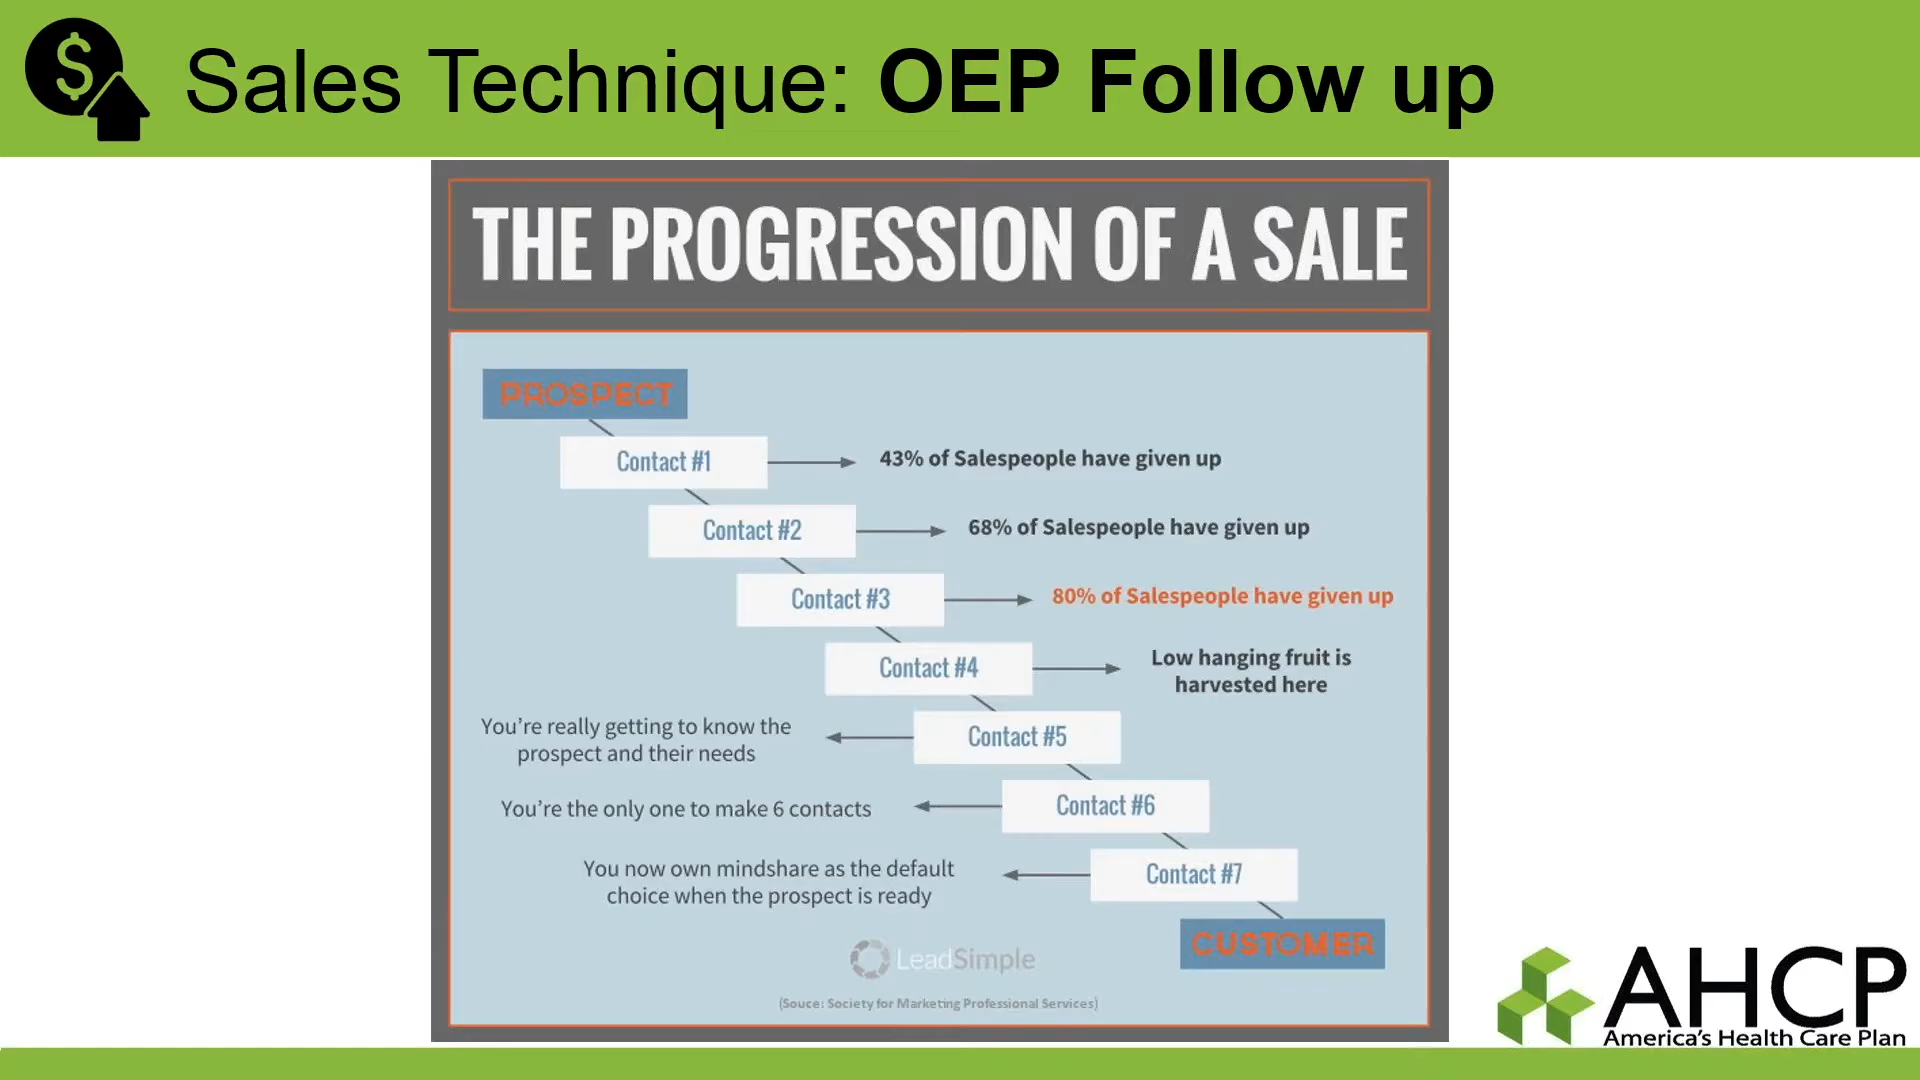 $
Sales Technique: OEP Follow up
THE PROGRESSION OF A SALE
PROSPECT
Contact #1
43% of Salespeople have given up
Contact #2
68% of Salespeople have given up
Contact #3
80% of Salespeople have given up
Contact #4
Low hanging fruit is
harvested here
Contact #5
You're really getting to know the
prospect and their needs
Contact #6
You're the only one to make 6 contacts
Contact #7
You now own mindshare as the default
choice when the prospect is ready
CUSTOMER
LeadSimple
(Souce: Society for Marketing Professional Services)
AHCP
America's Health Care Plan